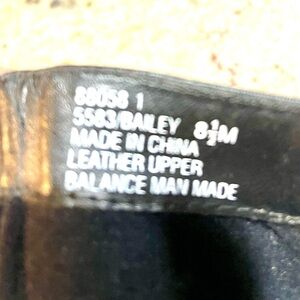 89058 1
5583/BAILEY 8½M
MADE IN CHINA
LEATHER UPPER
BALANCE MAN MADE